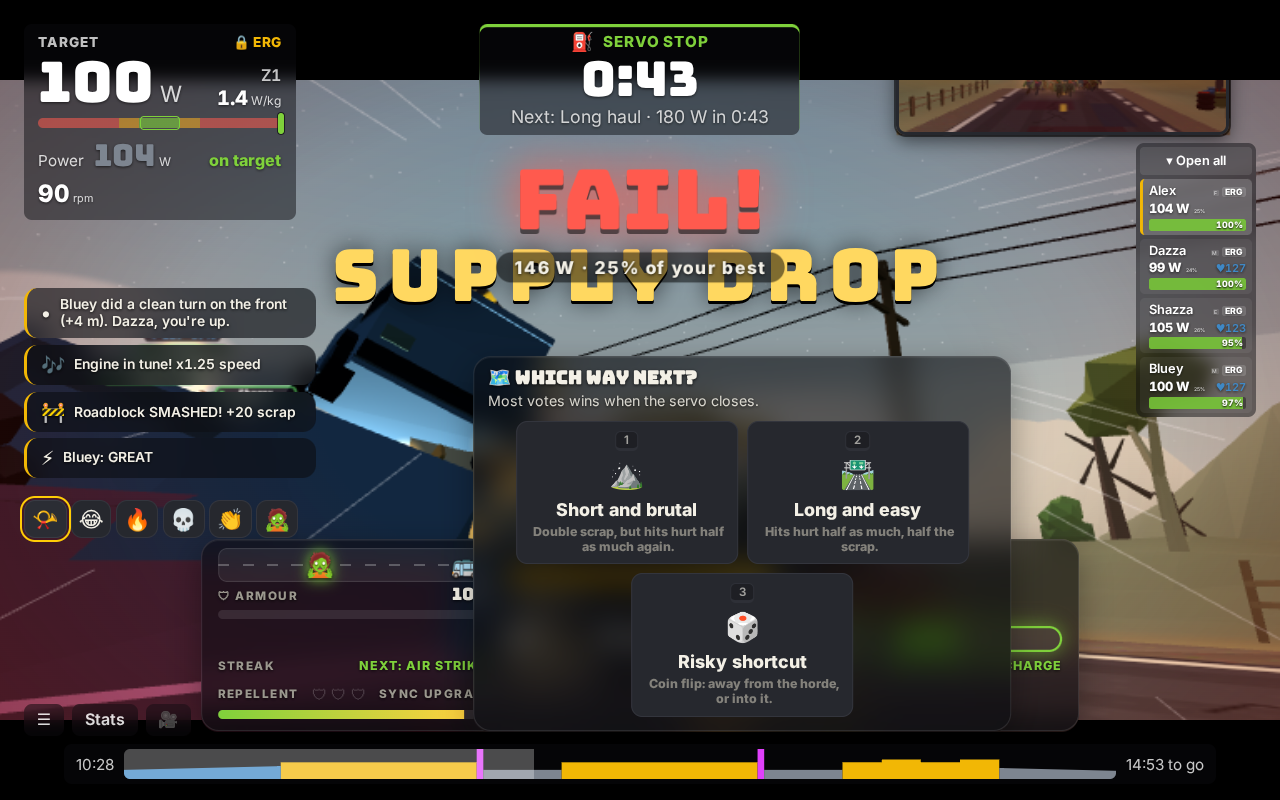 TARGET
🔒 ERG
100 W
Z1
1.4 W/kg
Power 104 W
on target
90 rpm
⛽ SERVO STOP
0:43
Next: Long haul · 180 W in 0:43
FAIL!
SUPPLY DROP
146 W · 25% of your best
▾ Open all
Alex
E ERG
104 W 25%
100%
Dazza
M ERG
99 W 24% ♥127
100%
Shazza
ERG
105 W 26% ♥123
95%
Bluey
M ERG
100 W 25% ♥127
97%
Bluey did a clean turn on the front
(+4 m). Dazza, you're up.
Engine in tune! x1.25 speed
Roadblock SMASHED! +20 scrap
⚡ Bluey: GREAT
🗺️ WHICH WAY NEXT?
Most votes wins when the servo closes.
1
Short and brutal
Double scrap, but hits hurt half
as much again.
2
Long and easy
Hits hurt half as much, half the
scrap.
3
Risky shortcut
Coin flip: away from the horde,
or into it.
ARMOUR
10
STREAK
NEXT: AIR STRIK
HARGE
REPELLENT
SYNC UPGRA
☰ Stats
10:28
14:53 to go